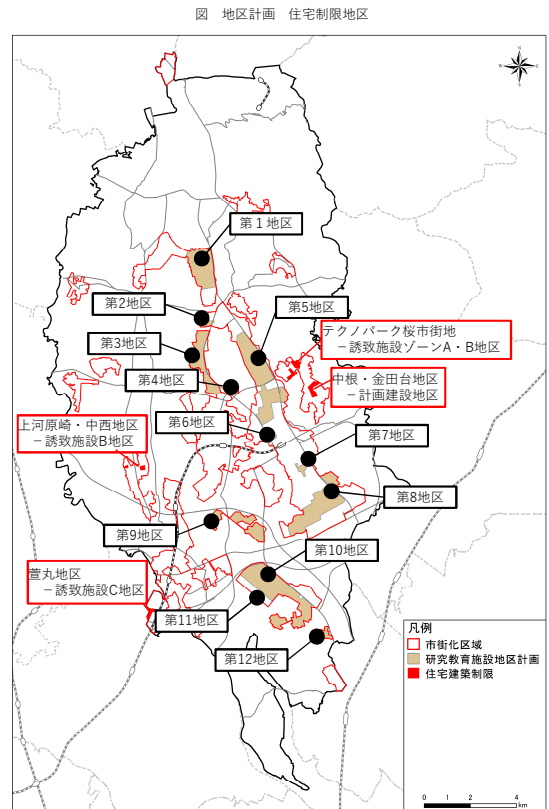 図　地区計画　住宅制限地区
N
W
E
S
第１地区
第2地区
第5地区
テクノパーク桜市街地
－誘致施設ゾーンA・B地区
第3地区
第4地区
中根・金田台地区
－計画建設地区
上河原崎・中西地区
－誘致施設B地区
第6地区
第7地区
第8地区
第9地区
第10地区
萱丸地区
－誘致施設C地区
第11地区
第12地区
凡例
市街化区域
研究教育施設地区計画
住宅建築制限
0 1 2 4
km